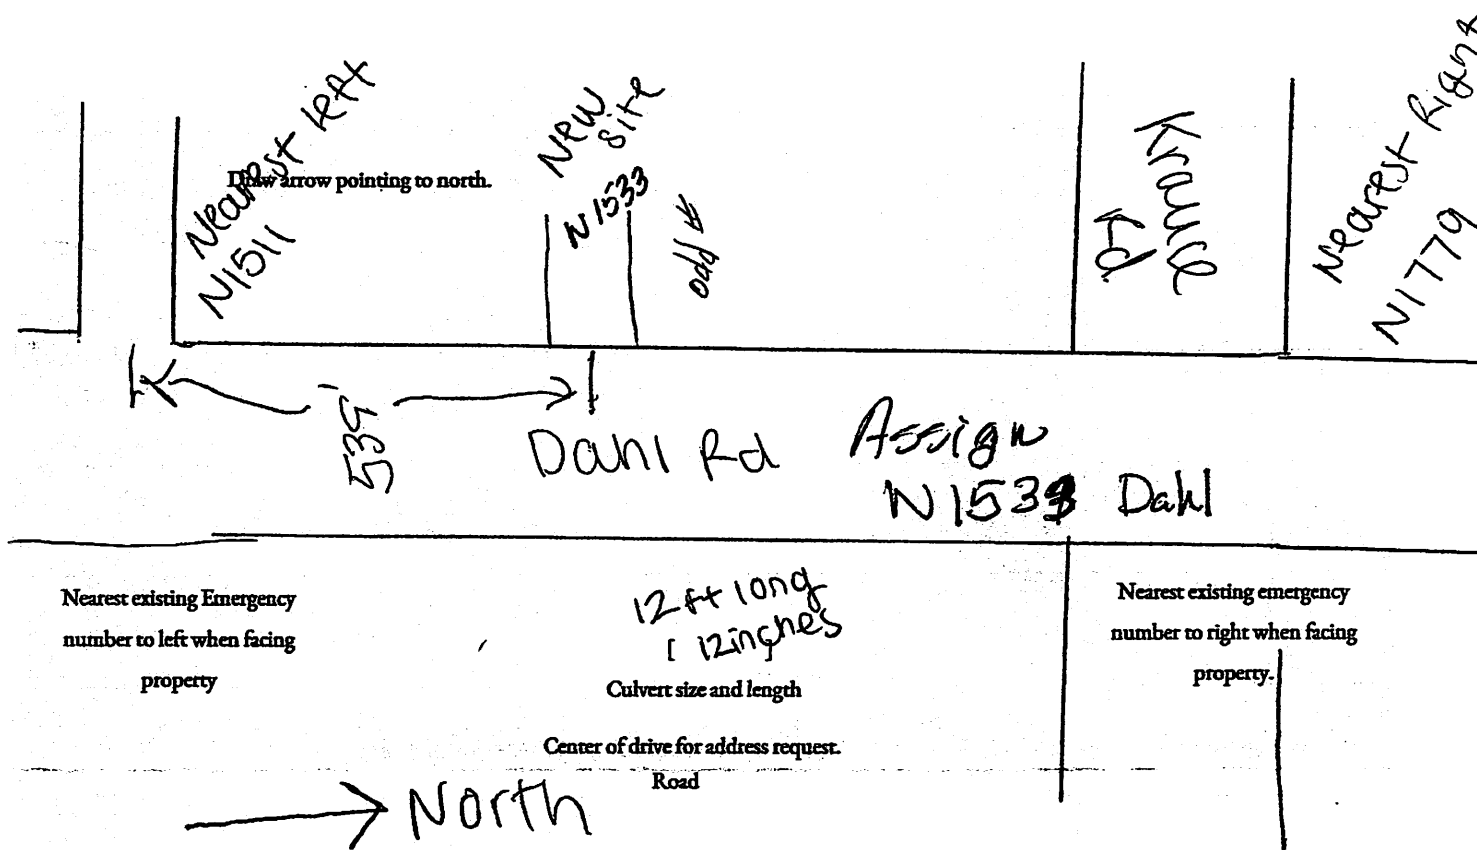 Nearest Left
N1511
Draw arrow pointing to north.
New
site
N1533
odd
Krause
Rd
Nearest Right
N1779
539'
Dahl Rd
Assign
N1533 Dahl
Nearest existing Emergency
number to left when facing
property
12 ft long
12 inches
Culvert size and length
Center of drive for address request.
Road
Nearest existing emergency
number to right when facing
property.
North